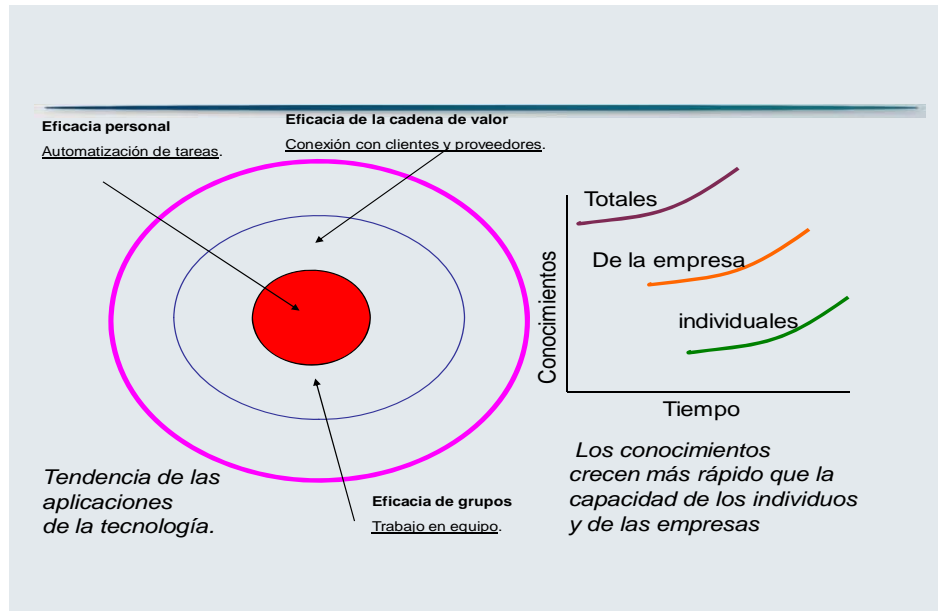 Eficacia personal
Automatización de tareas.
Eficacia de la cadena de valor
Conexión con clientes y proveedores.
Totales
De la empresa
individuales
Conocimientos
Tiempo
Tendencia de las
aplicaciones
de la tecnología.
Eficacia de grupos
Trabajo en equipo.
Los conocimientos
crecen más rápido que la
capacidad de los individuos
y de las empresas